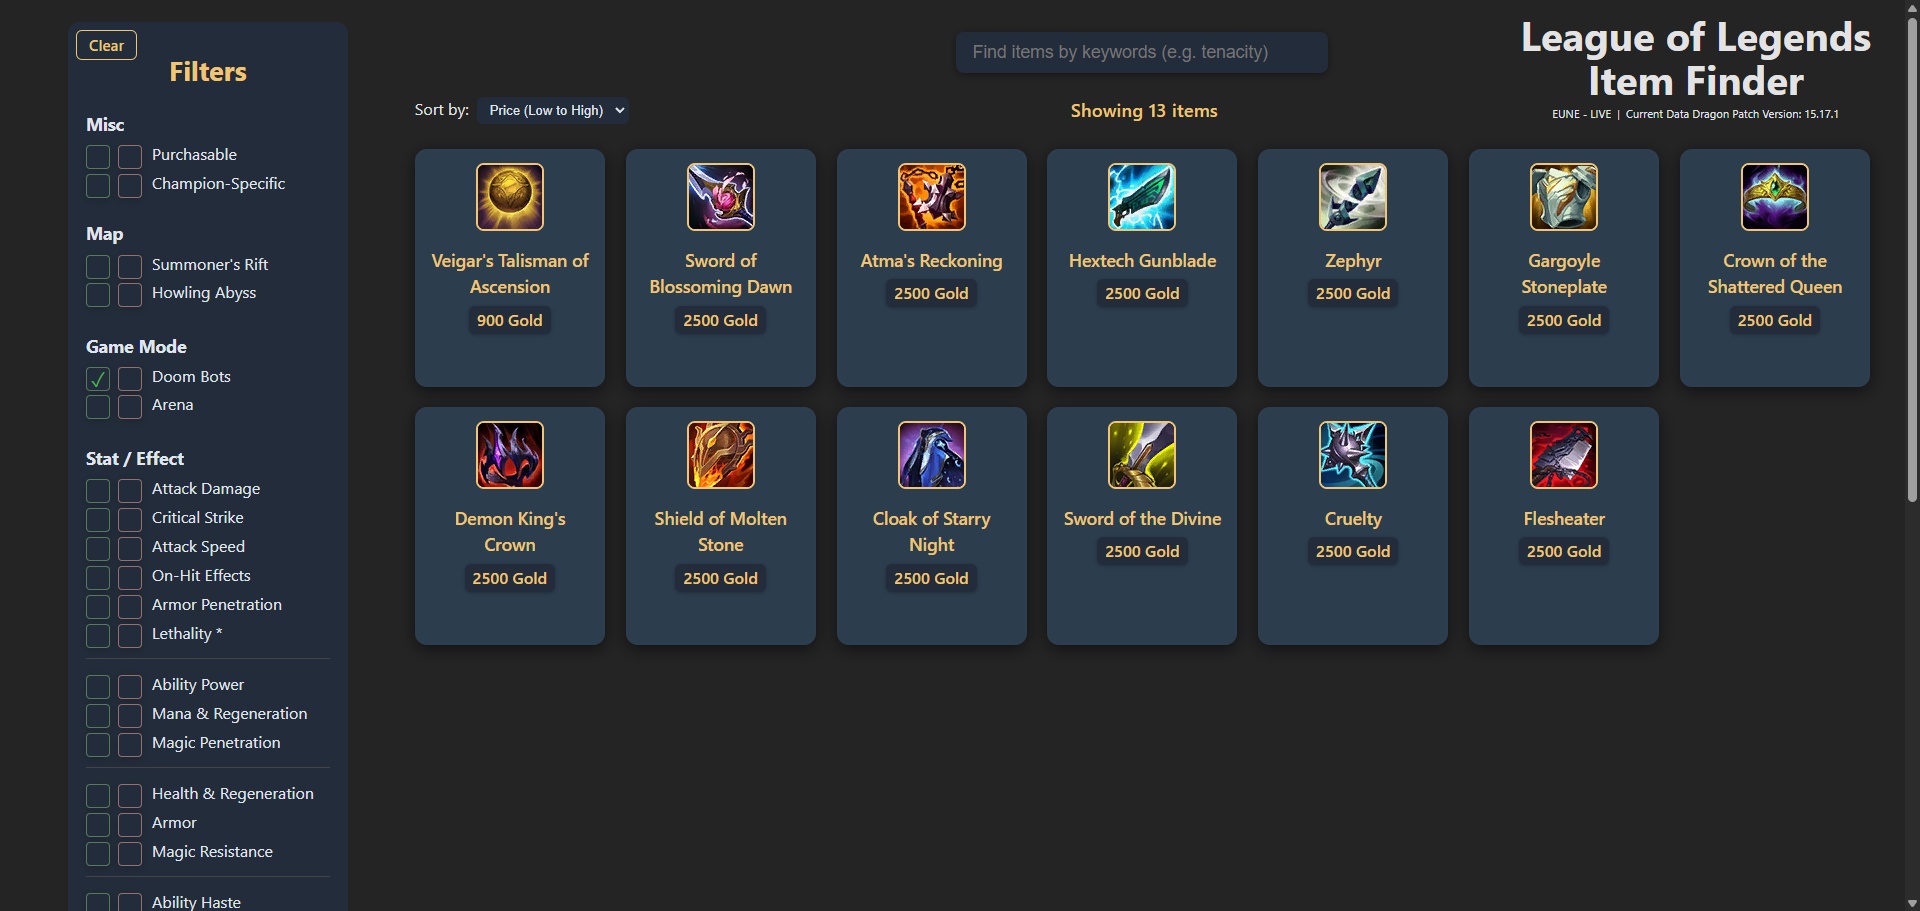 Clear
Filters
Misc
Purchasable
Champion-Specific
Map
Summoner's Rift
Howling Abyss
Game Mode
Doom Bots
Arena
Stat / Effect
Attack Damage
Critical Strike
Attack Speed
On-Hit Effects
Armor Penetration
Lethality *
Ability Power
Mana & Regeneration
Magic Penetration
Health & Regeneration
Armor
Magic Resistance
Ability Haste
Find items by keywords (e.g. tenacity)
League of Legends
Item Finder
EUNE - LIVE | Current Data Dragon Patch Version: 15.17.1
Sort by: Price (Low to High)
Showing 13 items
Veigar's Talisman of
Ascension
900 Gold
Sword of
Blossoming Dawn
2500 Gold
Atma's Reckoning
2500 Gold
Hextech Gunblade
2500 Gold
Zephyr
2500 Gold
Gargoyle
Stoneplate
2500 Gold
Crown of the
Shattered Queen
2500 Gold
Demon King's
Crown
2500 Gold
Shield of Molten
Stone
2500 Gold
Cloak of Starry
Night
2500 Gold
Sword of the Divine
2500 Gold
Cruelty
2500 Gold
Flesheater
2500 Gold